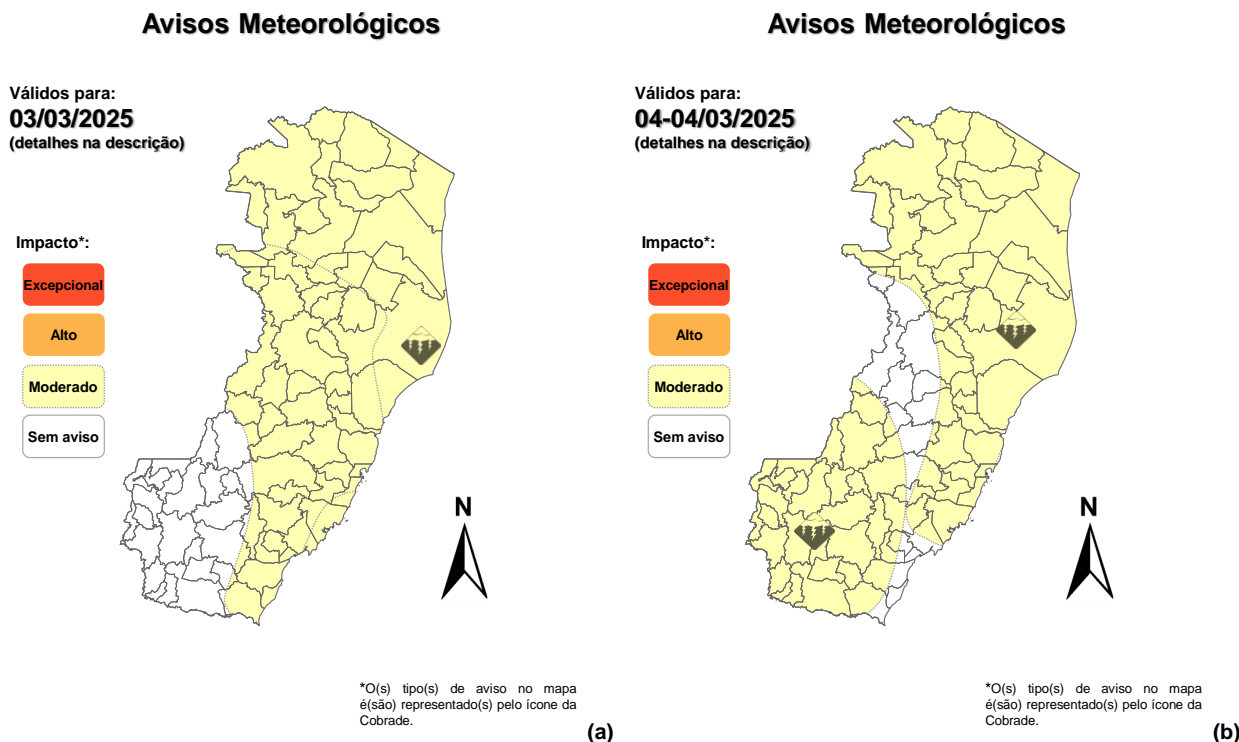 Avisos Meteorológicos
Válidos para:
03/03/2025
(detalhes na descrição)
Impacto*:
Excepcional
Alto
Moderado
Sem aviso
N
*O(s) tipo(s) de aviso no mapa
é(são) representado(s) pelo ícone da
Cobrade.
(a)
Avisos Meteorológicos
Válidos para:
04-04/03/2025
(detalhes na descrição)
Impacto*:
Excepcional
Alto
Moderado
Sem aviso
N
*O(s) tipo(s) de aviso no mapa
é(são) representado(s) pelo ícone da
Cobrade.
(b)